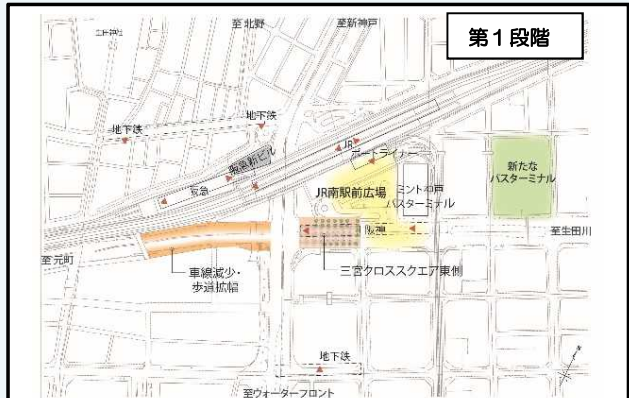 第1段階
至北野
至新神戸
生田神社
地下鉄
地下鉄
阪急新ビル
JR
ポートライナー
阪急
JR南駅前広場
ミント神戸
バスターミナル
新たな
バスターミナル
阪神
至生田川
至元町
車線減少・
歩道拡幅
三宮クロススクエア東側
地下鉄
至ウォーターフロント